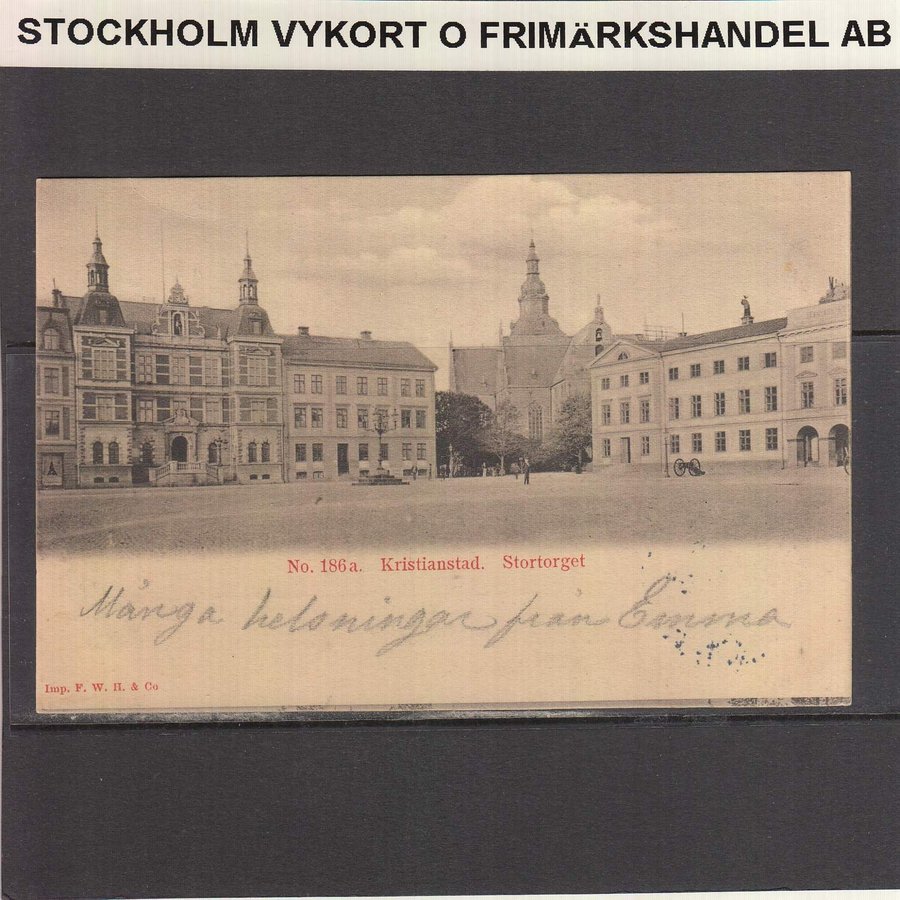 STOCKHOLM VYKORT O FRIMÄRKSHANDEL AB
No. 186a. Kristianstad. Stortorget
Många helsningar från Emma
Imp. F. W. H. & Co